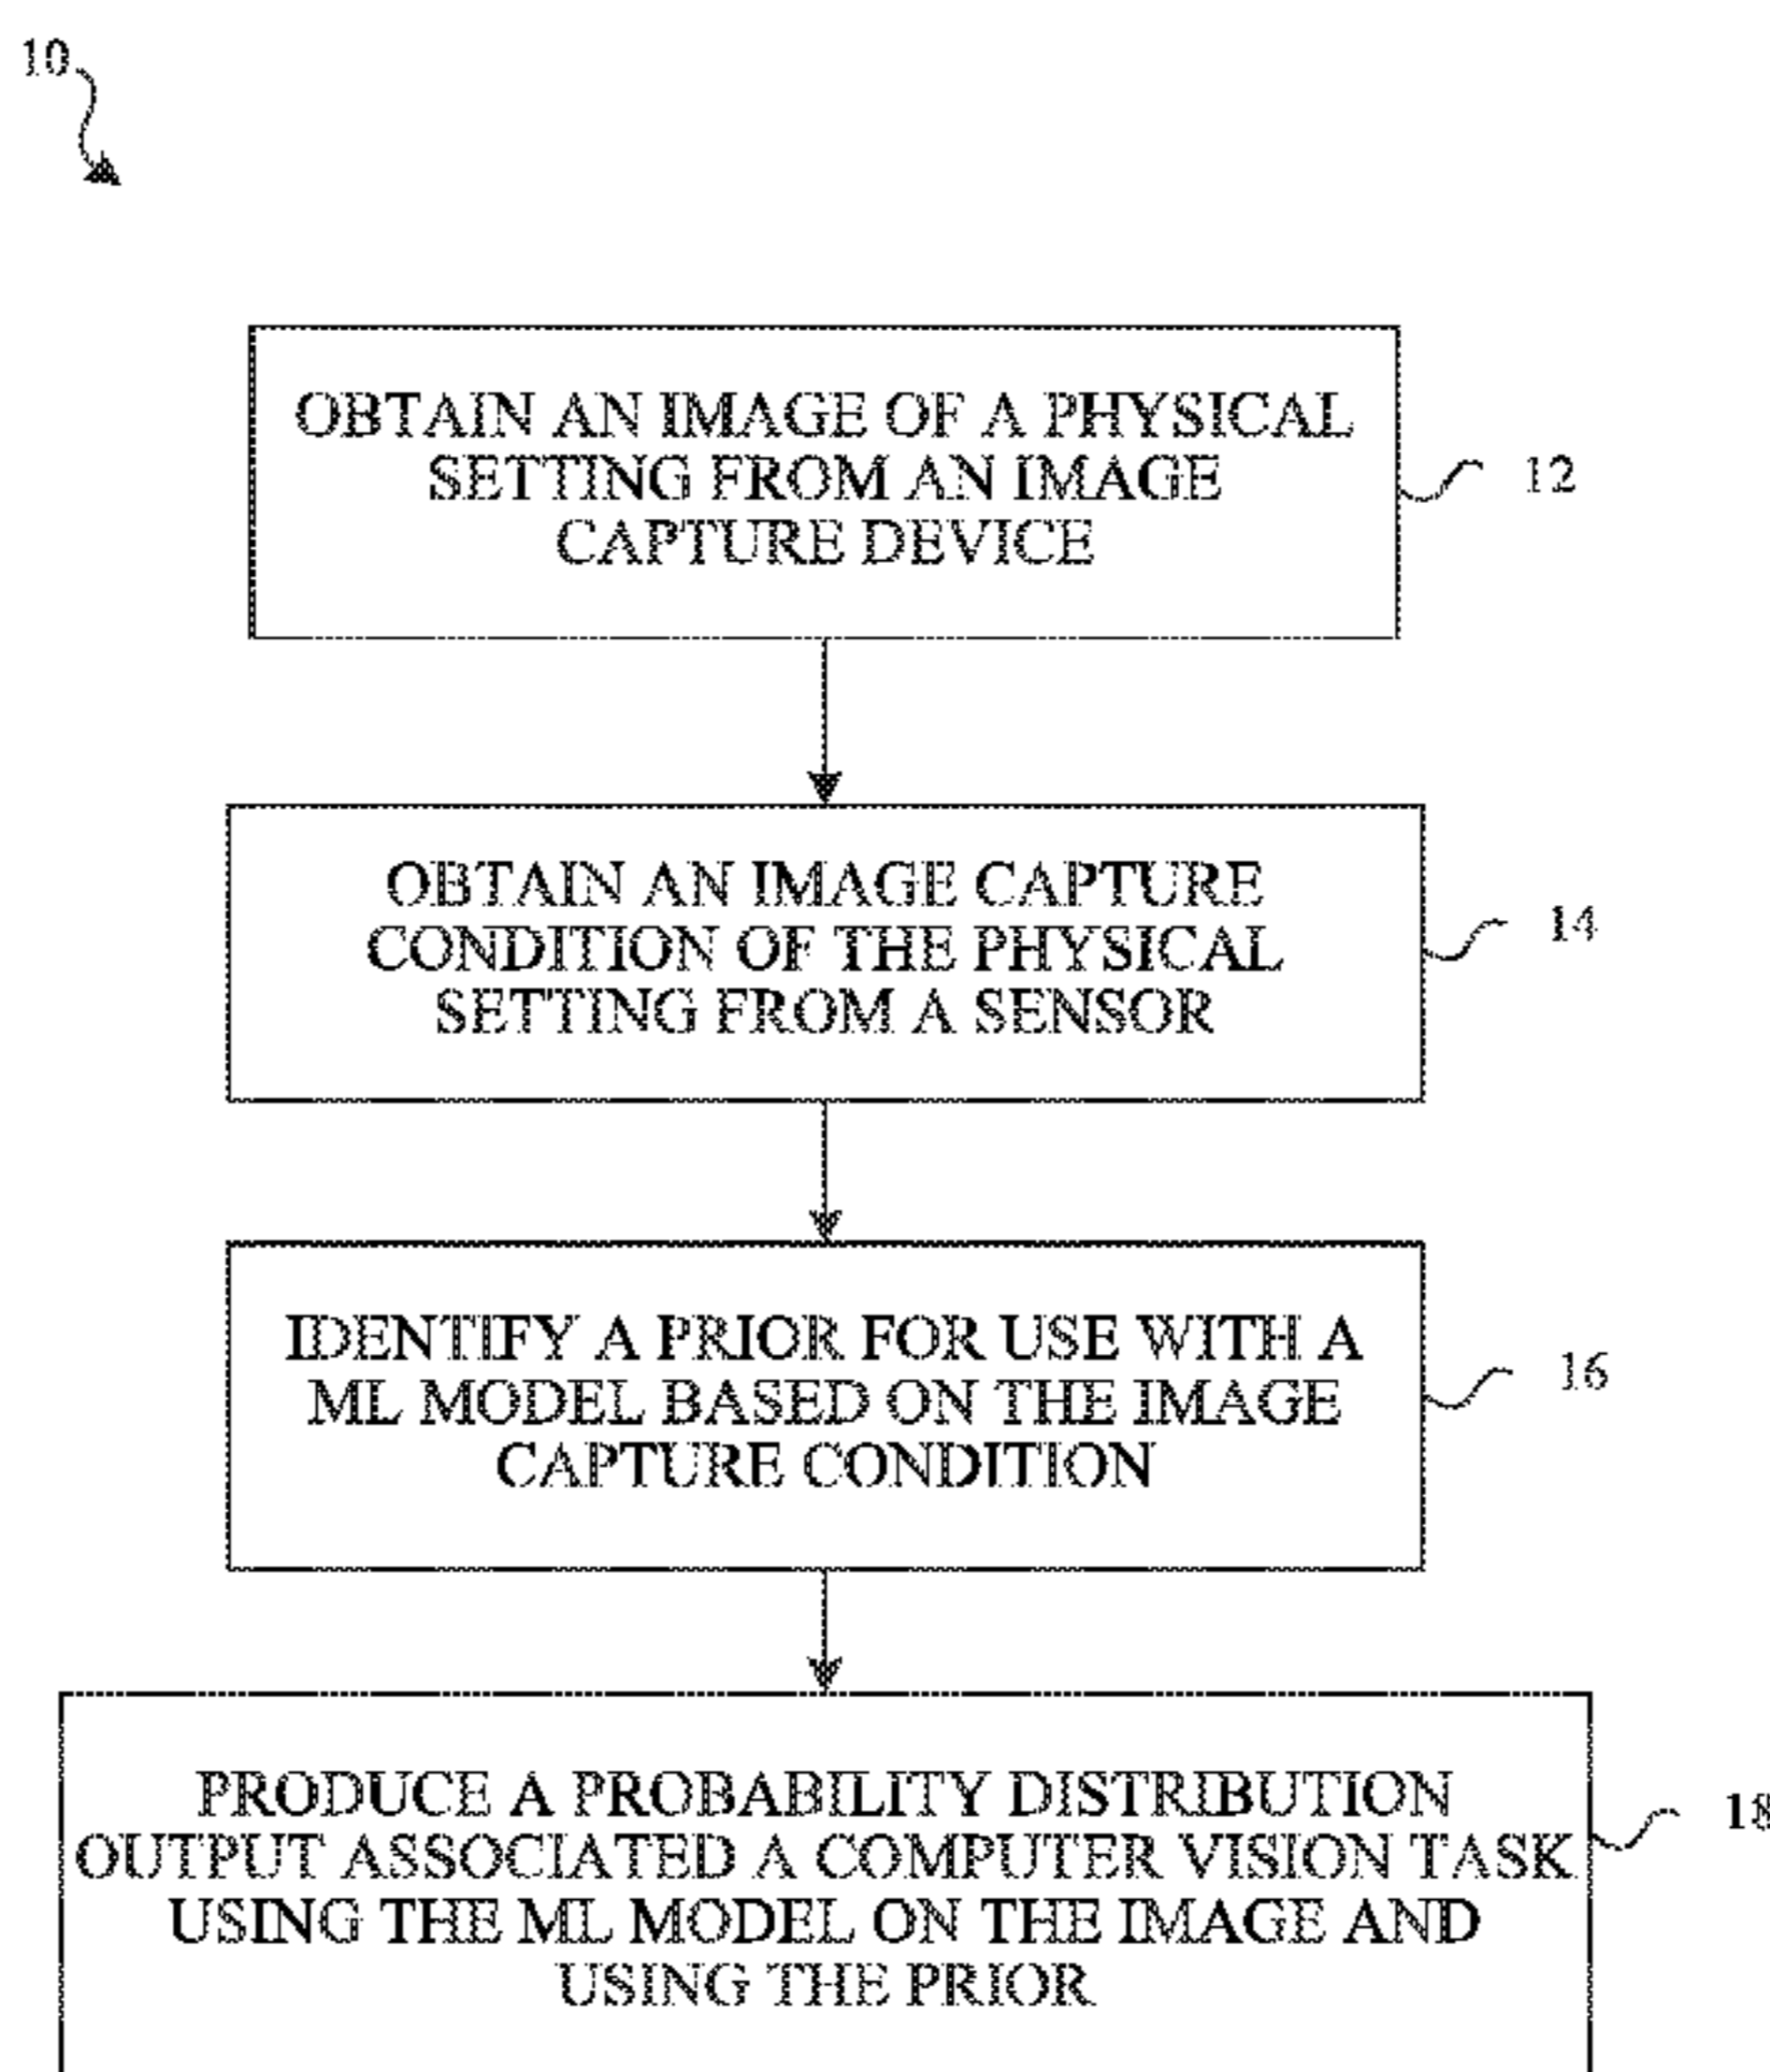 10
OBTAIN AN IMAGE OF A PHYSICAL
SETTING FROM AN IMAGE
CAPTURE DEVICE
12
OBTAIN AN IMAGE CAPTURE
CONDITION OF THE PHYSICAL
SETTING FROM A SENSOR
14
IDENTIFY A PRIOR FOR USE WITH A
ML MODEL BASED ON THE IMAGE
CAPTURE CONDITION
16
PRODUCE A PROBABILITY DISTRIBUTION
OUTPUT ASSOCIATED A COMPUTER VISION TASK
USING THE ML MODEL ON THE IMAGE AND
USING THE PRIOR
18